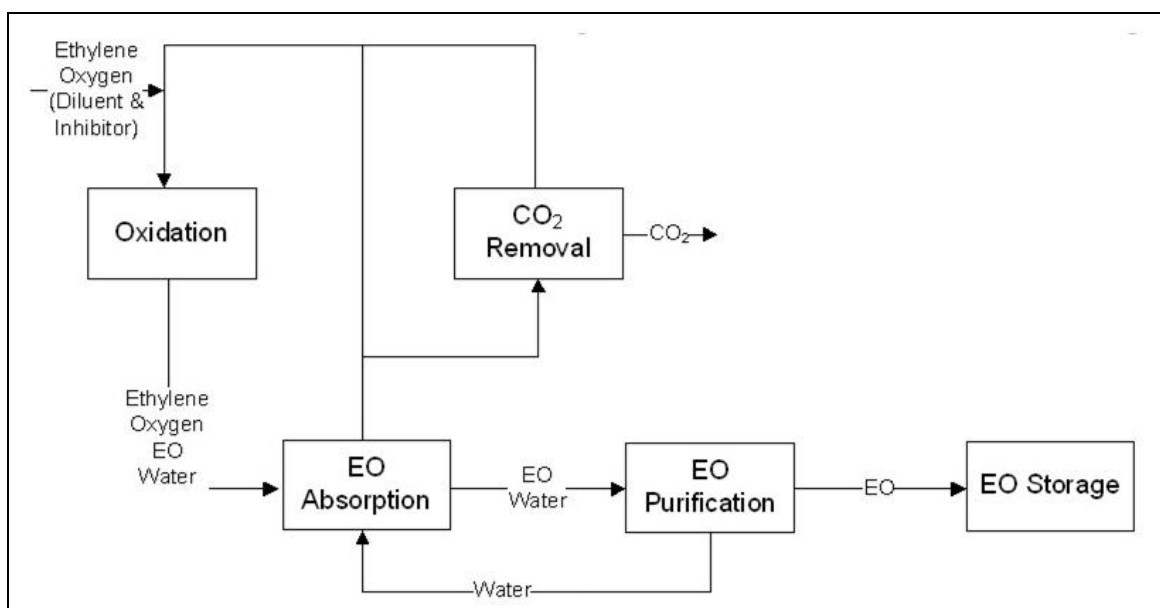 Ethylene
Oxygen
(Diluent &
Inhibitor)
Oxidation
CO₂
Removal
CO₂
Ethylene
Oxygen
EO
Water
EO
Absorption
EO
Water
EO
Purification
EO
EO Storage
Water